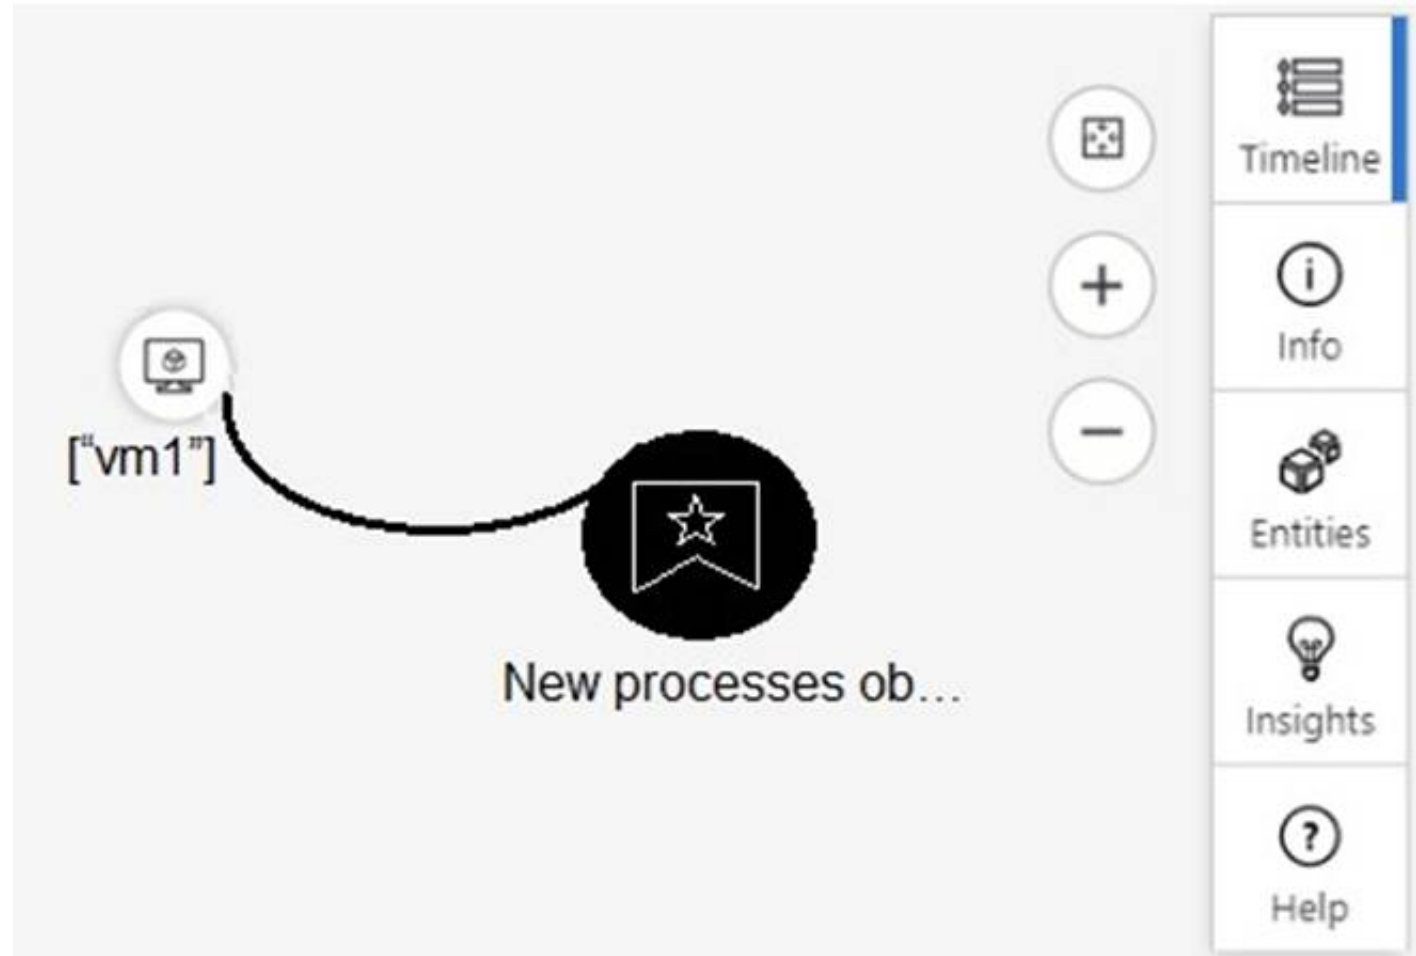 Timeline
Info
["vm1"]
Entities
New processes ob...
Insights
Help